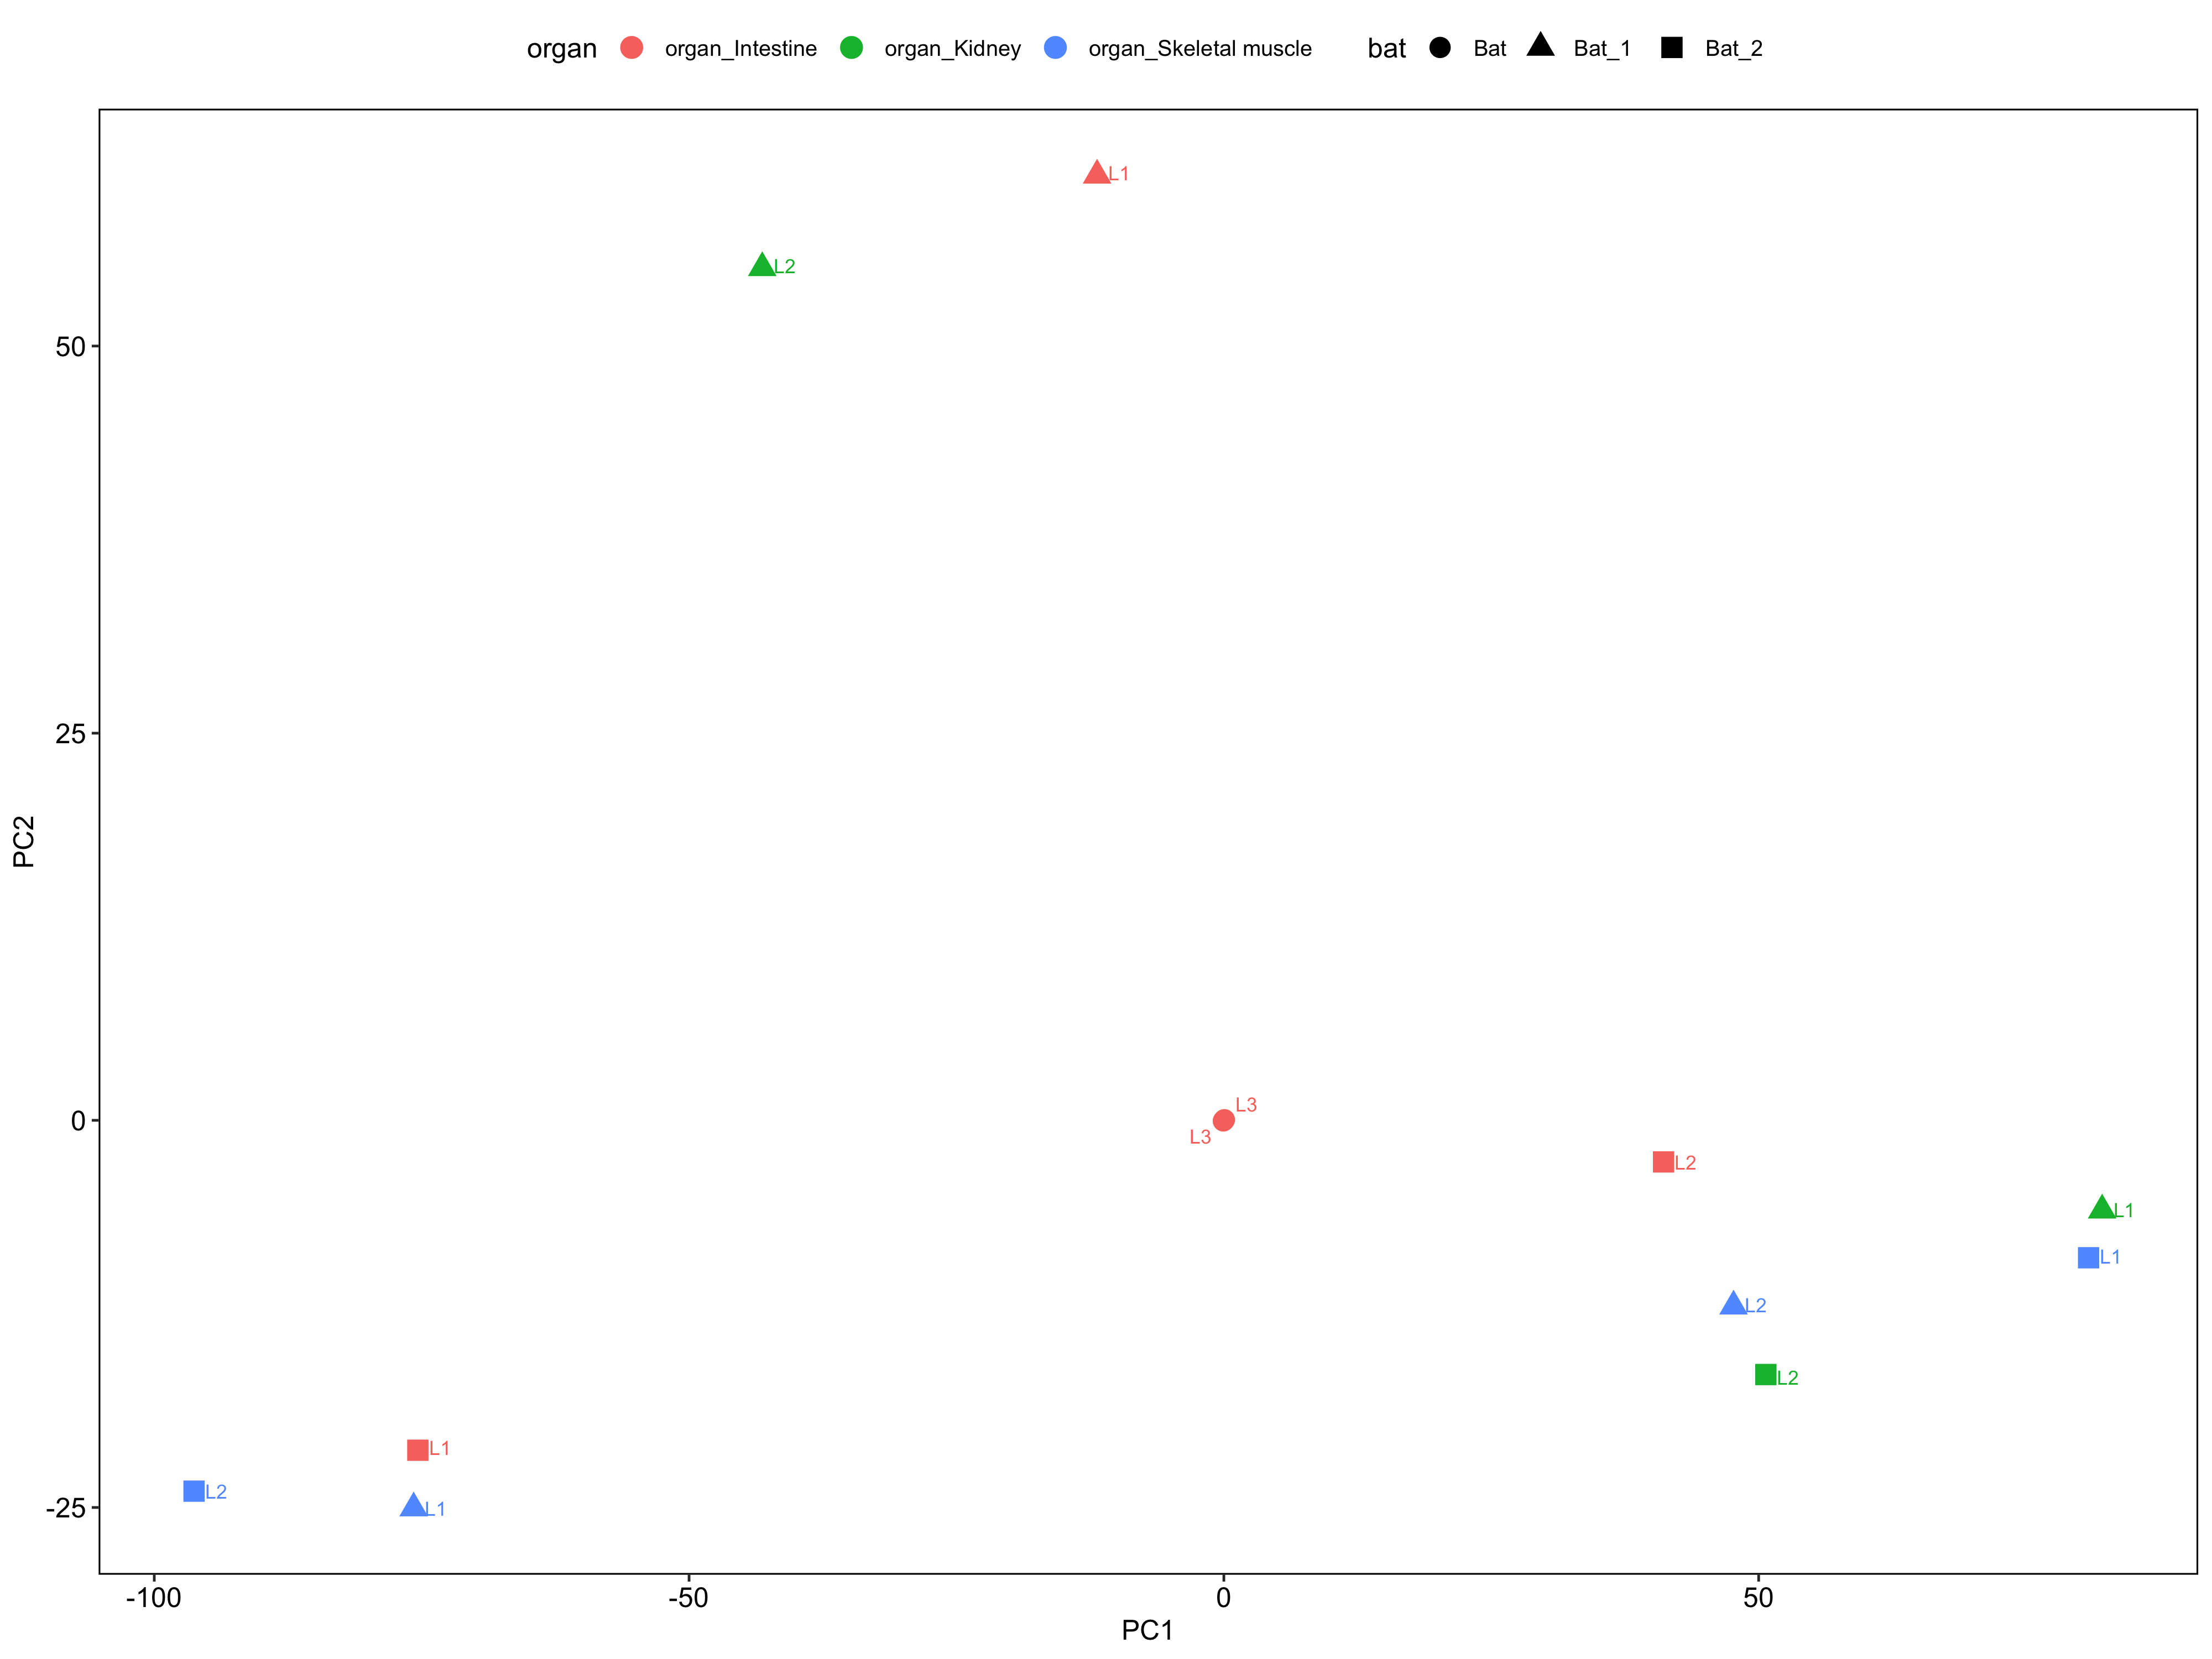 organ organ_Intestine organ_Kidney organ_Skeletal muscle bat Bat Bat_1 Bat_2
L1
L2
50
25
PC2
L3
0
L3
L2
L1
L1
L2
L2
L1
L2
-25
L1
-100 -50 0 50
PC1